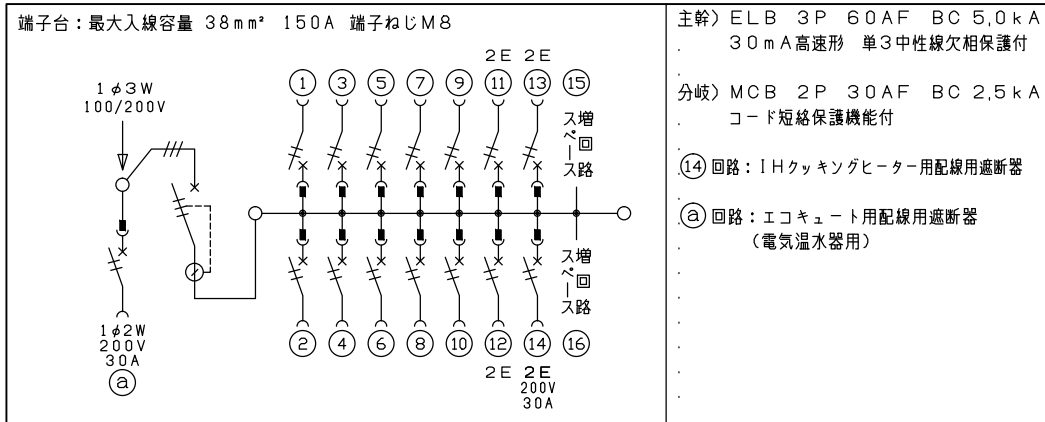 端子台：最大入線容量 38mm² 150A 端子ねじM8
2E 2E
① ③ ⑤ ⑦ ⑨ ⑪ ⑬ ⑮
1φ3W
100/200V
増回路
スペース
増回路
スペース
② ④ ⑥ ⑧ ⑩ ⑫ ⑭ ⑯
2E 2E
200V
30A
1φ2W
200V
30A
ⓐ
主幹）ELB 3P 60AF BC 5,0kA
30mA高速形 単3中性線欠相保護付
分岐）MCB 2P 30AF BC 2,5kA
コード短絡保護機能付
⑭回路：IHクッキングヒーター用配線用遮断器
ⓐ回路：エコキュート用配線用遮断器
（電気温水器用）